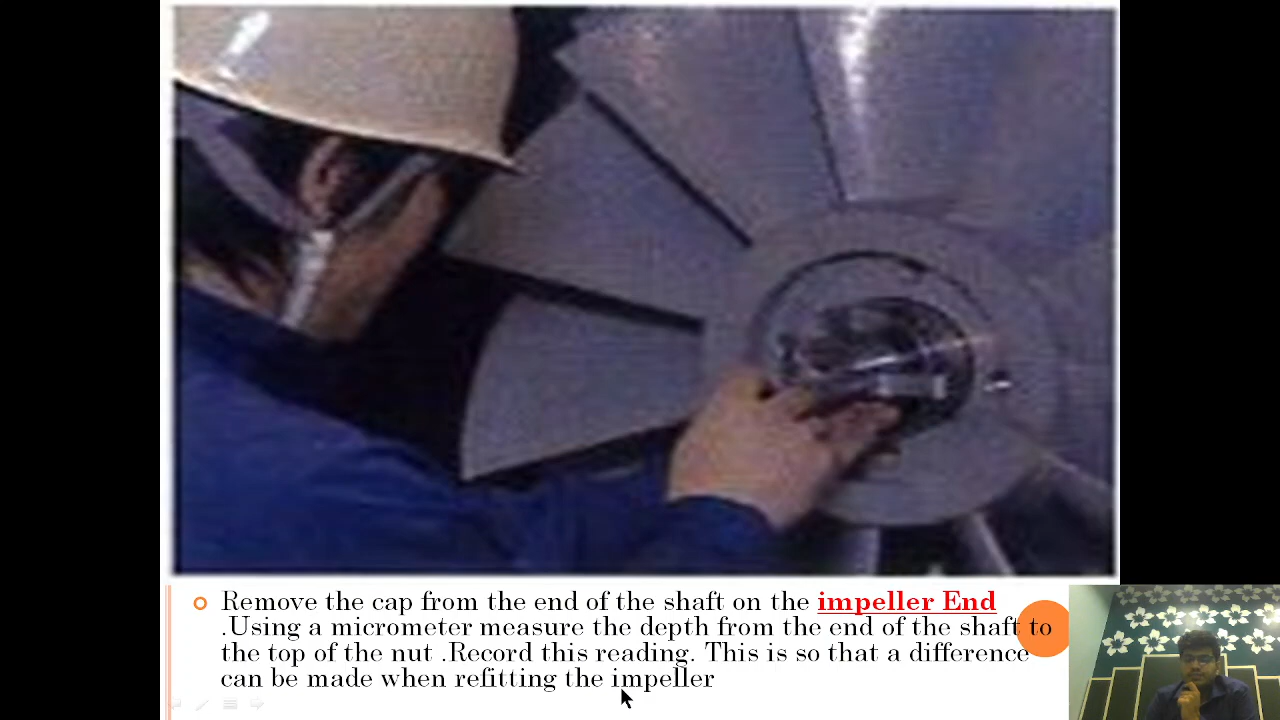 Remove the cap from the end of the shaft on the impeller End
.Using a micrometer measure the depth from the end of the shaft to
the top of the nut .Record this reading. This is so that a difference
can be made when refitting the impeller